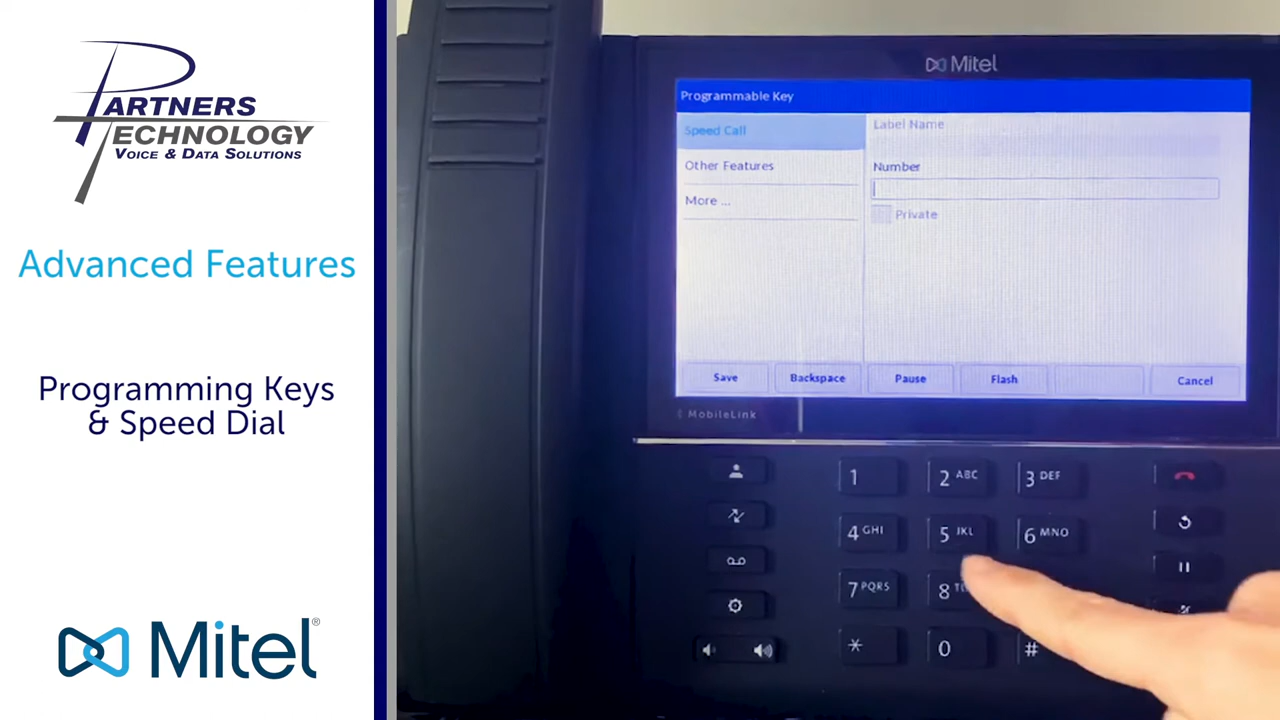 PARTNERS
TECHNOLOGY
VOICE & DATA SOLUTIONS
Advanced Features
Programming Keys
& Speed Dial
Mitel®
Mitel
Programmable Key
Speed Call
Label Name
Other Features
Number
More ...
Private
Save
Backspace
Pause
Flash
Cancel
MobileLink
1
2 ABC
3 DEF
4 GHI
5 JKL
6 MNO
7 PQRS
8
*
0
#